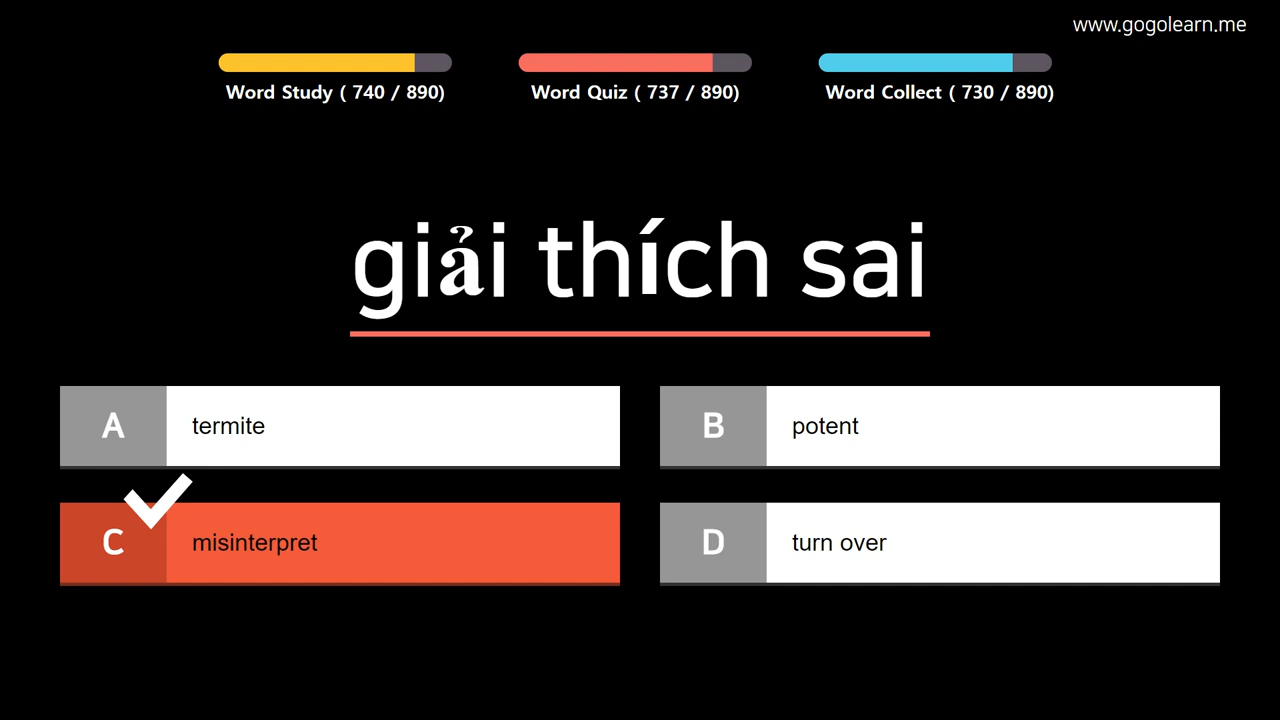 www.gogolearn.me
Word Study ( 740 / 890)
Word Quiz ( 737 / 890)
Word Collect ( 730 / 890)
giải thích sai
A termite
B potent
C misinterpret
D turn over